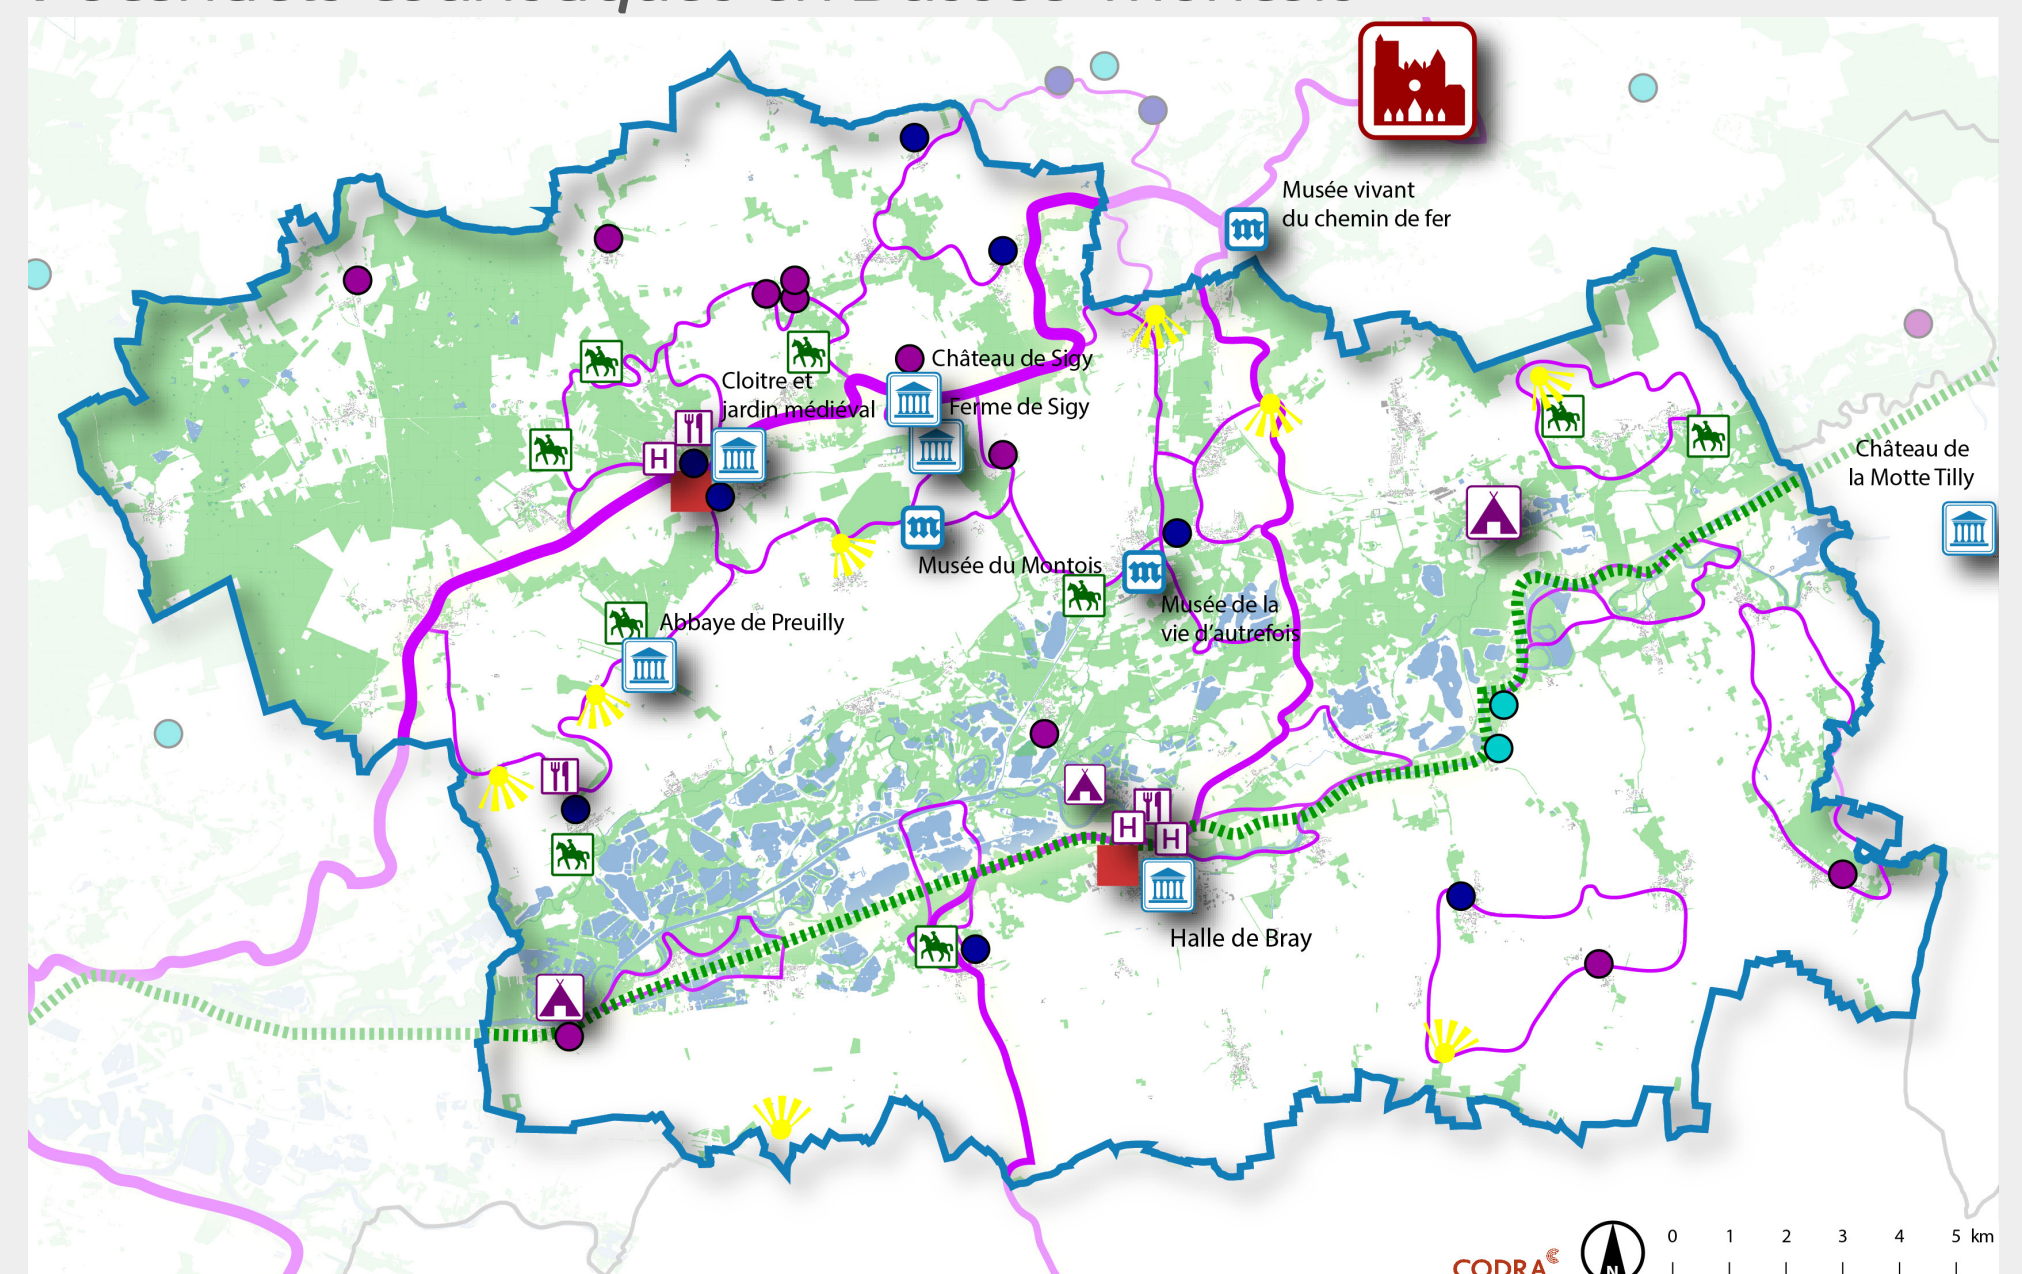 Musée vivant
du chemin de fer
Château de Sigy
Cloitre et
jardin médiéval
Ferme de Sigy
Château de
la Motte Tilly
H
Musée du Montois
Musée de la
vie d'autrefois
Abbaye de Preuilly
H
H
Halle de Bray
0 1 2 3 4 5 km
CODRA
N